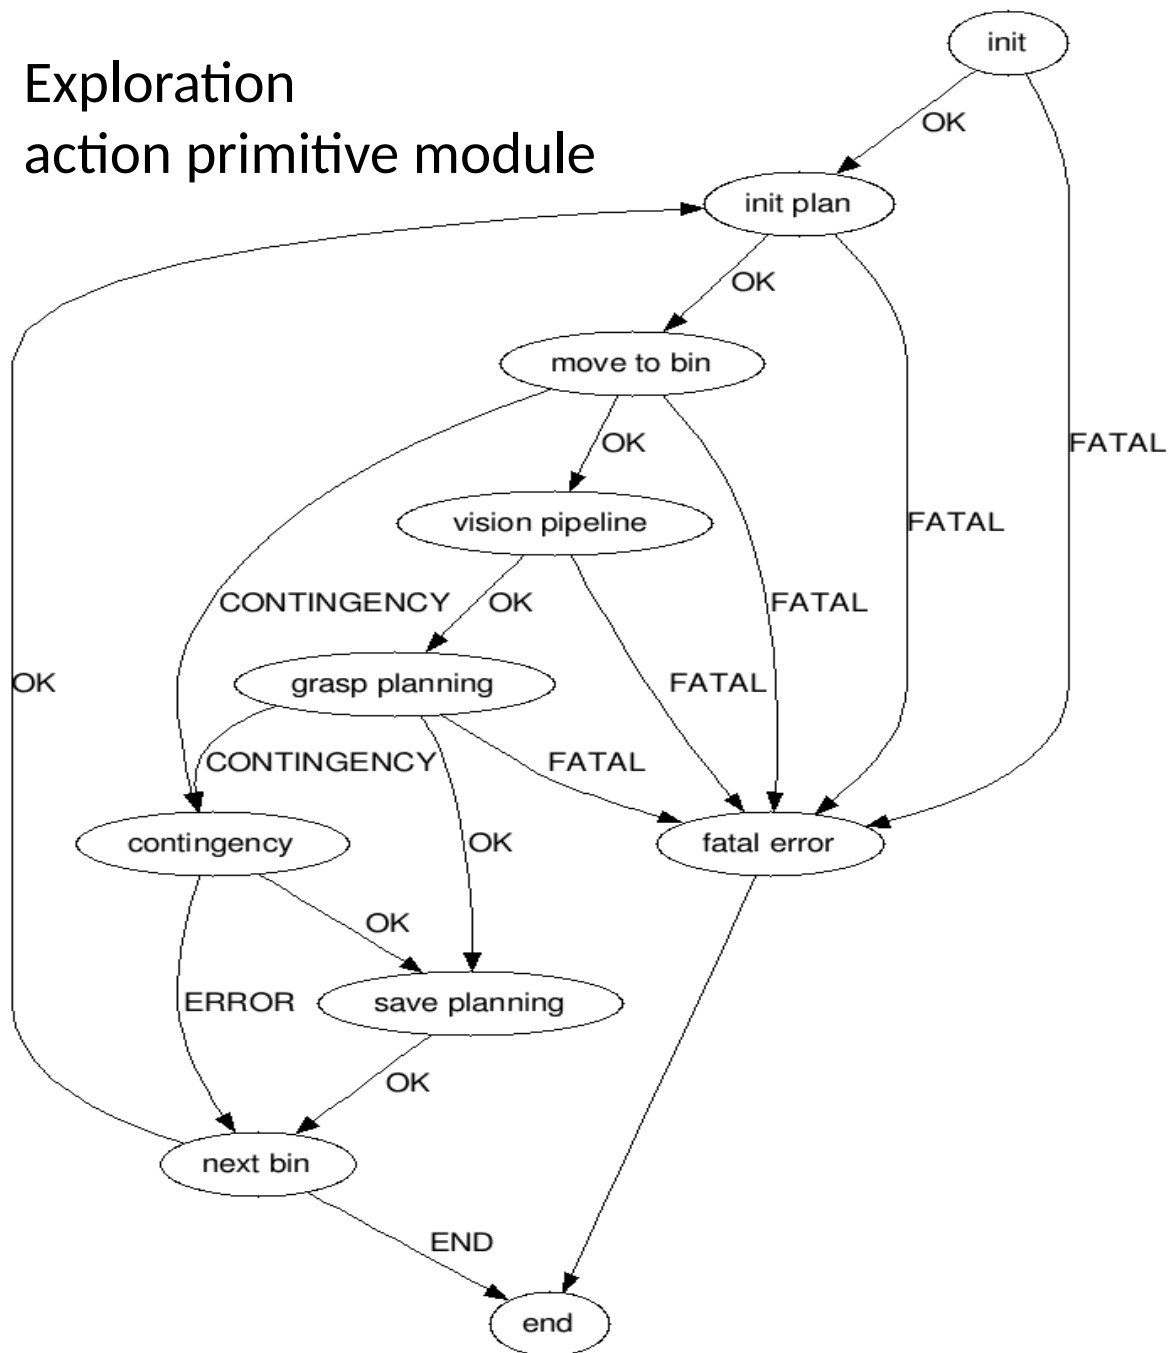 Exploration
action primitive module
init
OK
init plan
OK
move to bin
OK
FATAL
vision pipeline
FATAL
CONTINGENCY
OK
FATAL
grasp planning
FATAL
OK
CONTINGENCY
FATAL
contingency
OK
fatal error
OK
ERROR
save planning
OK
next bin
END
end